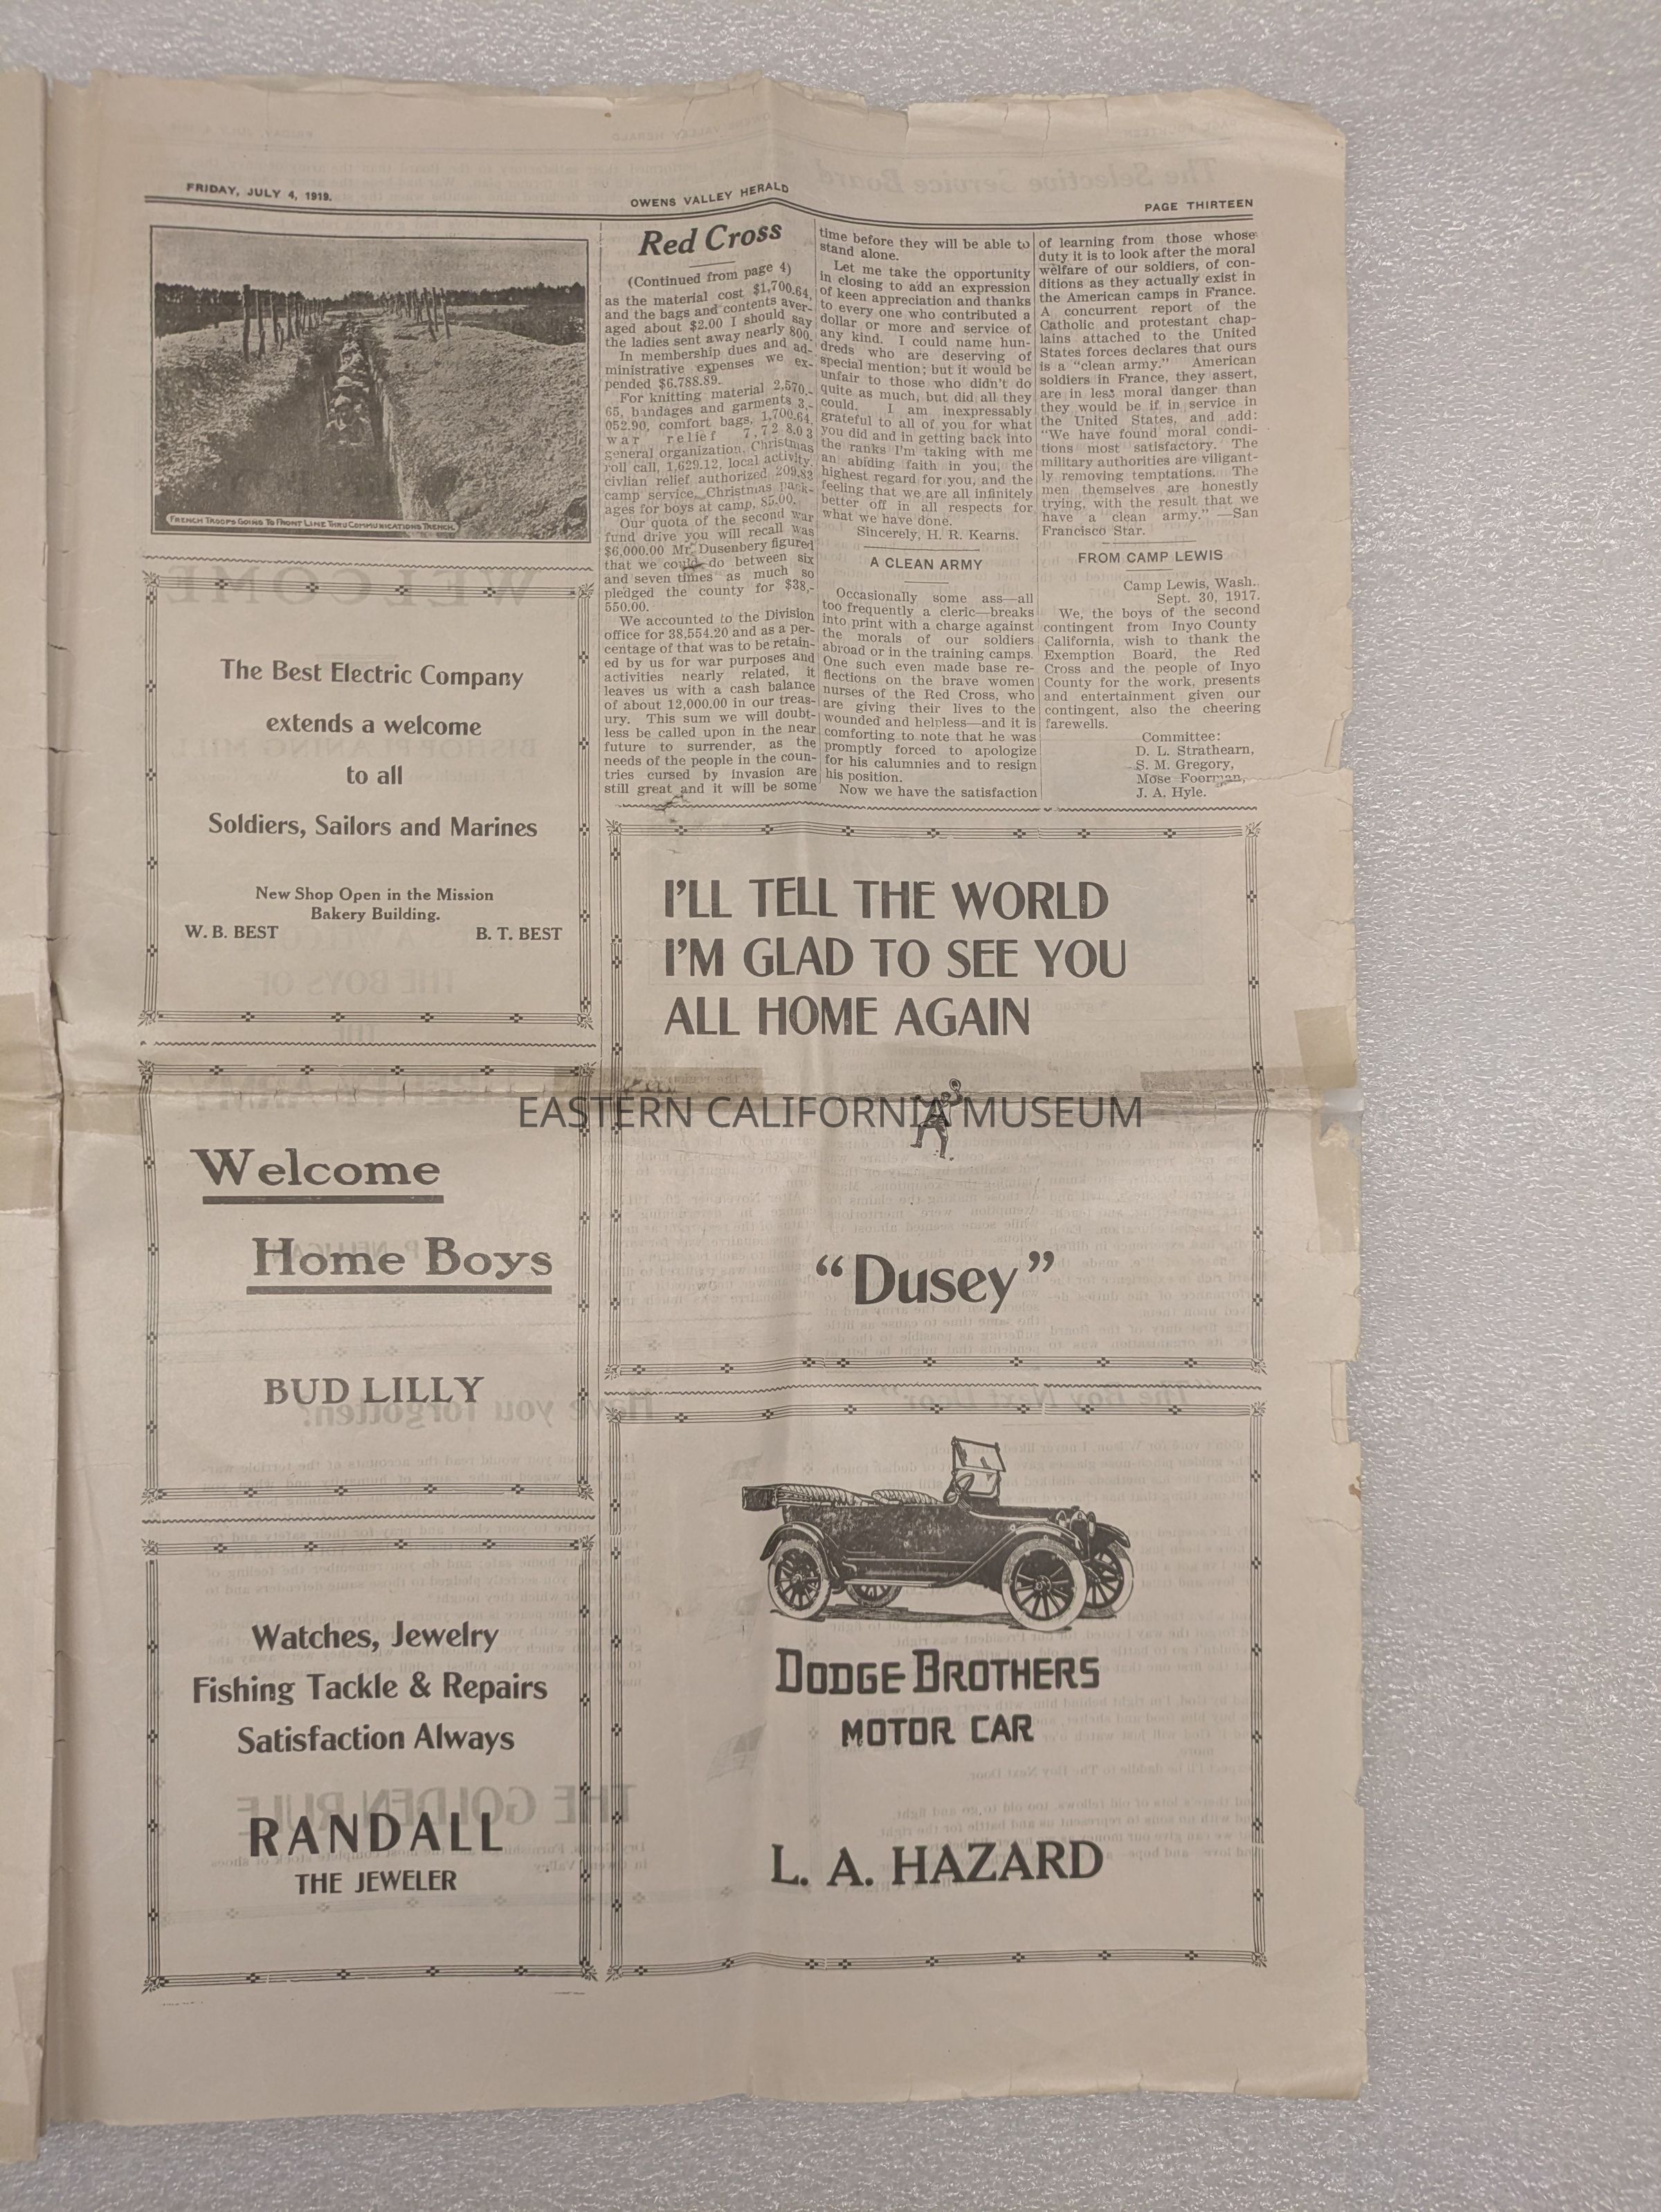 FRIDAY, JULY 4, 1919.
OWENS VALLEY HERALD
PAGE THIRTEEN
FRENCH TROOPS GOING TO FRONT LINE THRU COMMUNICATIONS TRENCH.
The Best Electric Company
extends a welcome
to all
Soldiers, Sailors and Marines
New Shop Open in the Mission
Bakery Building.
W. B. BEST
B. T. BEST
Welcome
Home Boys
BUD LILLY
Watches, Jewelry
Fishing Tackle & Repairs
Satisfaction Always
RANDALL
THE JEWELER
Red Cross
(Continued from page 4)
as the material cost $1,700.64,
and the bags and contents aver-
aged about $2.00 I should say
the ladies sent away nearly 800.
In membership dues and ad-
ministrative expenses we ex-
pended $6.788.89.
For knitting material 2,570.-
65, bandages and garments 3,-
052.90, comfort bags, 1,700.64,
war relief 7,728.03
general organization, Christmas
roll call, 1,629.12, local activity,
civlian relief authorized 209.83
camp service, Christmas pack-
ages for boys at camp, 85.00.
Our quota of the second war
fund drive you will recall was
$6,000.00 Mr. Dusenbery figured
that we could do between six
and seven times as much so
pledged the county for $38,-
550.00.
We accounted to the Division
office for 38,554.20 and as a per-
centage of that was to be retain-
ed by us for war purposes and
activities nearly related, it
leaves us with a cash balance
of about 12,000.00 in our treas-
ury. This sum we will doubt-
less be called upon in the near
future to surrender, as the
needs of the people in the coun-
tries cursed by invasion are
still great and it will be some
time before they will be able to
stand alone.
Let me take the opportunity
in closing to add an expression
of keen appreciation and thanks
to every one who contributed a
dollar or more and service of
any kind. I could name hun-
dreds who are deserving of
special mention; but it would be
unfair to those who didn't do
quite as much, but did all they
could. I am inexpressably
grateful to all of you for what
you did and in getting back into
the ranks I'm taking with me
an abiding faith in you, the
highest regard for you, and the
feeling that we are all infinitely
better off in all respects for
what we have done.
Sincerely, H. R. Kearns.
A CLEAN ARMY
Occasionally some ass—all
too frequently a cleric—breaks
into print with a charge against
the morals of our soldiers
abroad or in the training camps.
One such even made base re-
flections on the brave women
nurses of the Red Cross, who
are giving their lives to the
wounded and helpless—and it is
comforting to note that he was
promptly forced to apologize
for his calumnies and to resign
his position.
Now we have the satisfaction
of learning from those whose
duty it is to look after the moral
welfare of our soldiers, of con-
ditions as they actually exist in
the American camps in France.
A concurrent report of the
Catholic and protestant chap-
lains attached to the United
States forces declares that ours
is a “clean army.” American
soldiers in France, they assert,
are in less moral danger than
they would be if in service in
the United States, and add:
“We have found moral condi-
tions most satisfactory. The
military authorities are viligant-
ly removing temptations. The
men themselves are honestly
trying, with the result that we
have a clean army.” —San
Francisco Star.
FROM CAMP LEWIS
Camp Lewis, Wash.
Sept. 30, 1917.
We, the boys of the second
contingent from Inyo County
California, wish to thank the
Exemption Board, the Red
Cross and the people of Inyo
County for the work, presents
and entertainment given our
contingent, also the cheering
farewells.
Committee:
D. L. Strathearn,
S. M. Gregory,
Mose Foerman,
J. A. Hyle.
I'LL TELL THE WORLD
I'M GLAD TO SEE YOU
ALL HOME AGAIN
EASTERN CALIFORNIA MUSEUM
“Dusey”
DODGE BROTHERS
MOTOR CAR
L. A. HAZARD